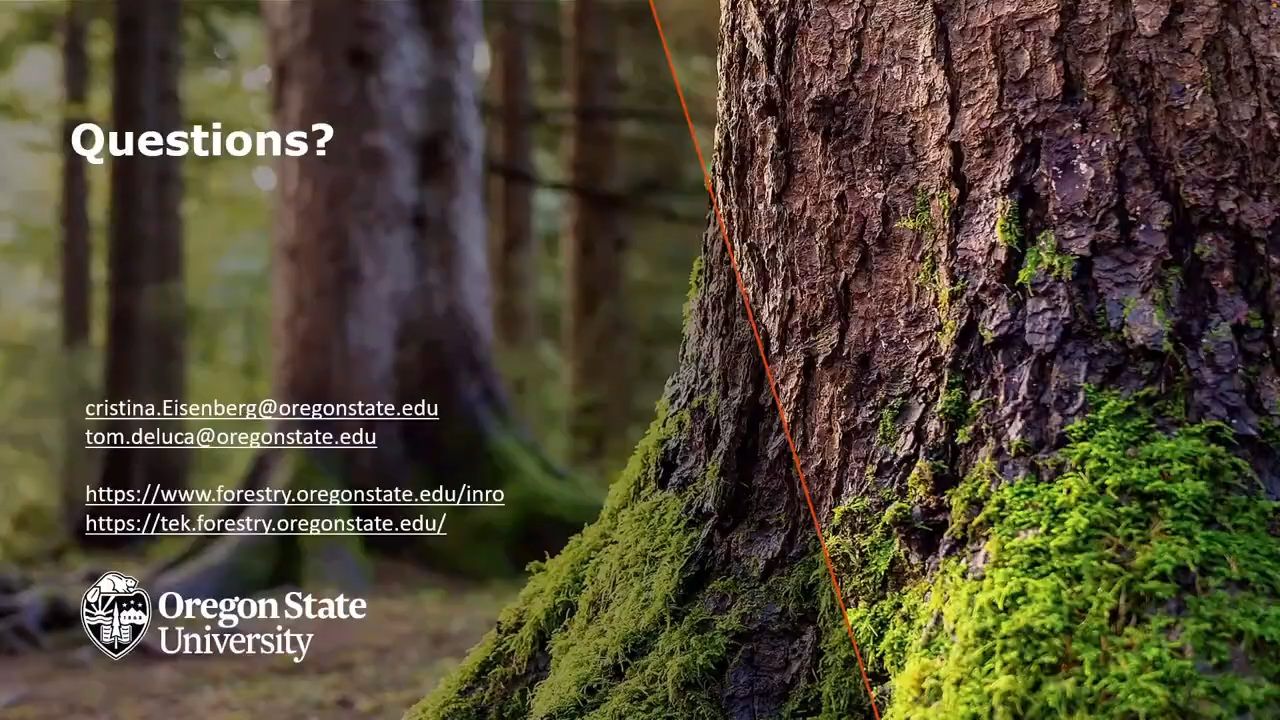 Questions?
cristina.Eisenberg@oregonstate.edu
tom.deluca@oregonstate.edu
https://www.forestry.oregonstate.edu/inro
https://tek.forestry.oregonstate.edu/
Oregon State
University